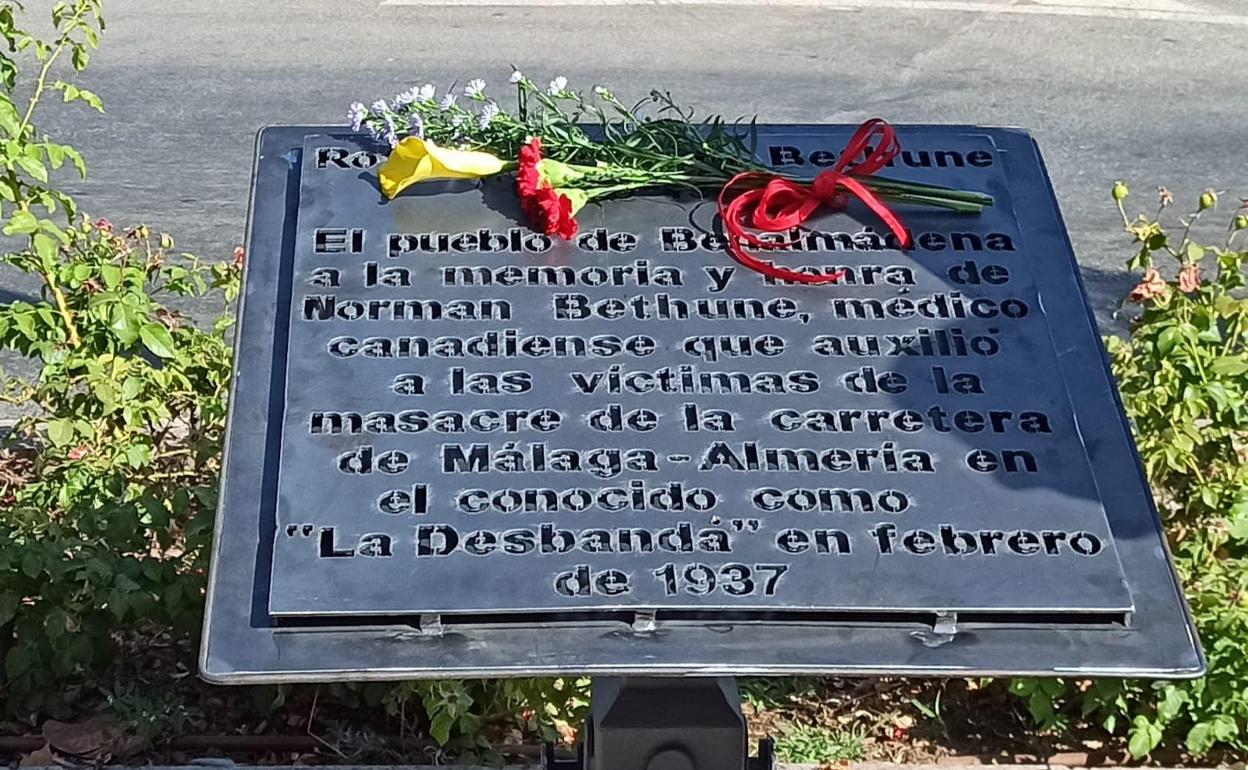 Bethune
El pueblo de Benalmádena
a la memoria y honra de
Norman Bethune, médico
canadiense que auxilió
a las víctimas de la
masacre de la carretera
de Málaga-Almería en
el conocido como
"La Desbandá" en febrero
de 1937